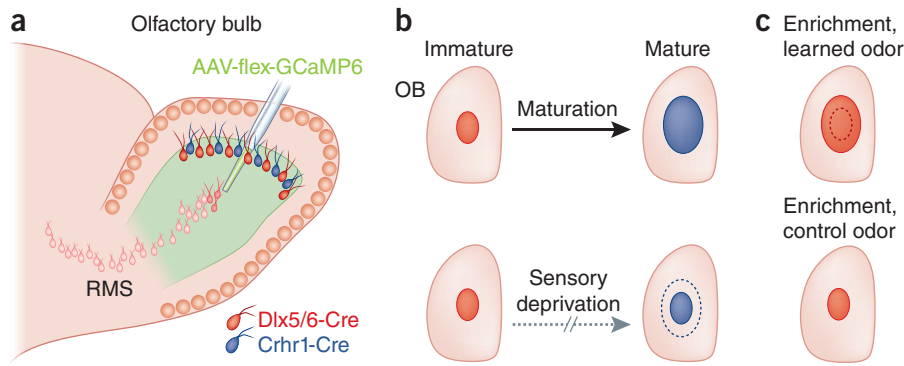 a
Olfactory bulb
AAV-flex-GCaMP6
RMS
Dlx5/6-Cre
Crhr1-Cre
b
Immature
Mature
OB
Maturation
Sensory
deprivation
c
Enrichment,
learned odor
Enrichment,
control odor